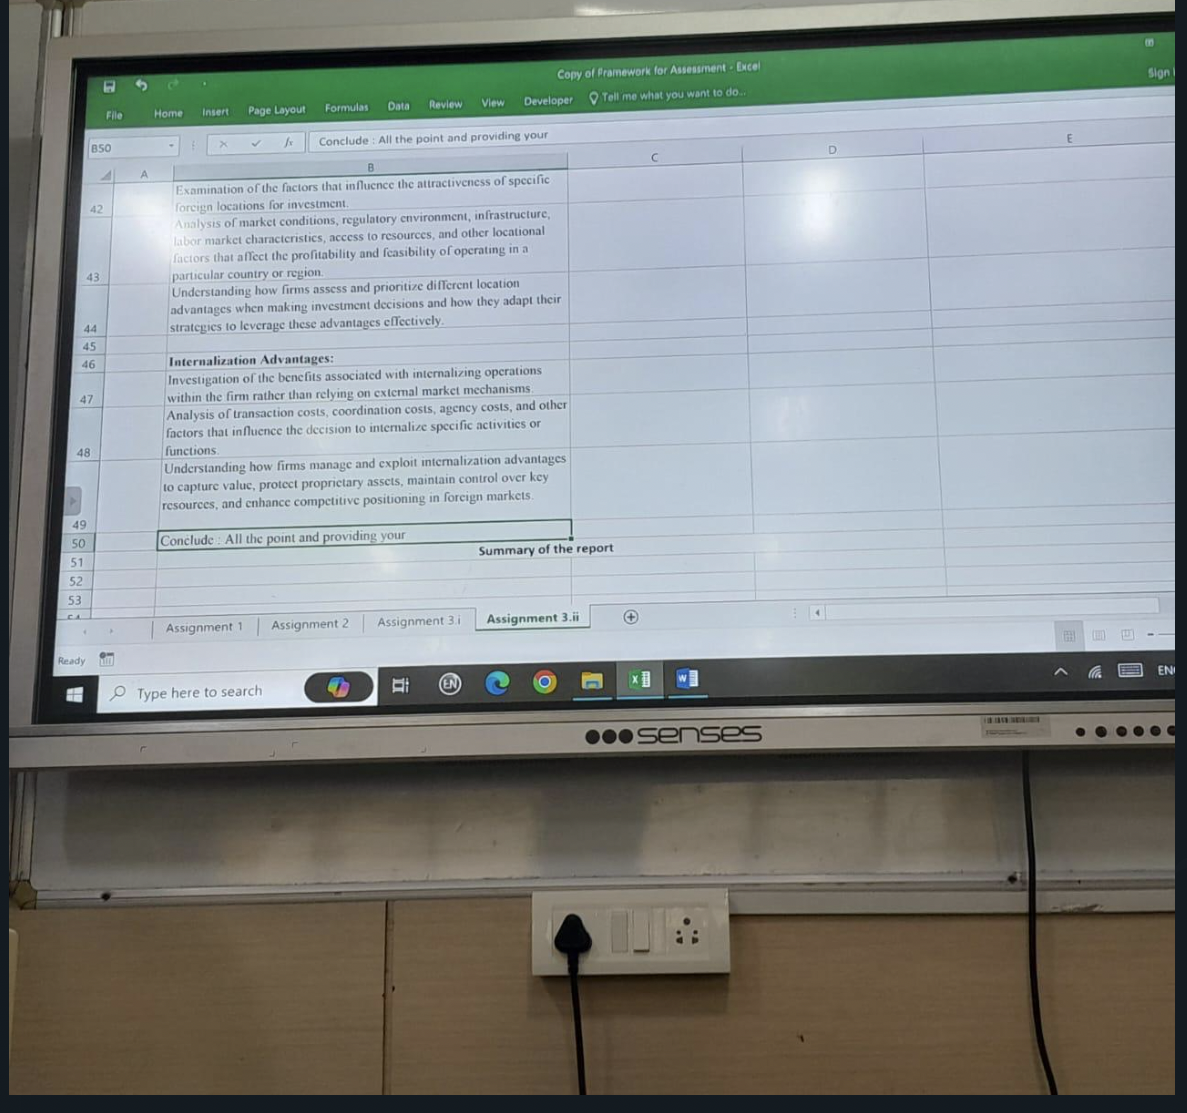 Copy of Framework for Assessment - Excel
Sign
File Home Insert Page Layout Formulas Data Review View Developer Tell me what you want to do...
B50 fx Conclude : All the point and providing your
A B C D E
Examination of the factors that influence the attractiveness of specific
42 foreign locations for investment.
Analysis of market conditions, regulatory environment, infrastructure,
labor market characteristics, access to resources, and other locational
factors that affect the profitability and feasibility of operating in a
43 particular country or region.
Understanding how firms assess and prioritize different location
advantages when making investment decisions and how they adapt their
44 strategies to leverage these advantages effectively.
45
46 Internalization Advantages:
Investigation of the benefits associated with internalizing operations
47 within the firm rather than relying on external market mechanisms.
Analysis of transaction costs, coordination costs, agency costs, and other
factors that influence the decision to internalize specific activities or
48 functions.
Understanding how firms manage and exploit internalization advantages
to capture value, protect proprietary assets, maintain control over key
resources, and enhance competitive positioning in foreign markets.
49
50 Conclude : All the point and providing your
51 Summary of the report
52
53
Assignment 1 Assignment 2 Assignment 3.i Assignment 3.ii
Ready
Type here to search EN
senses